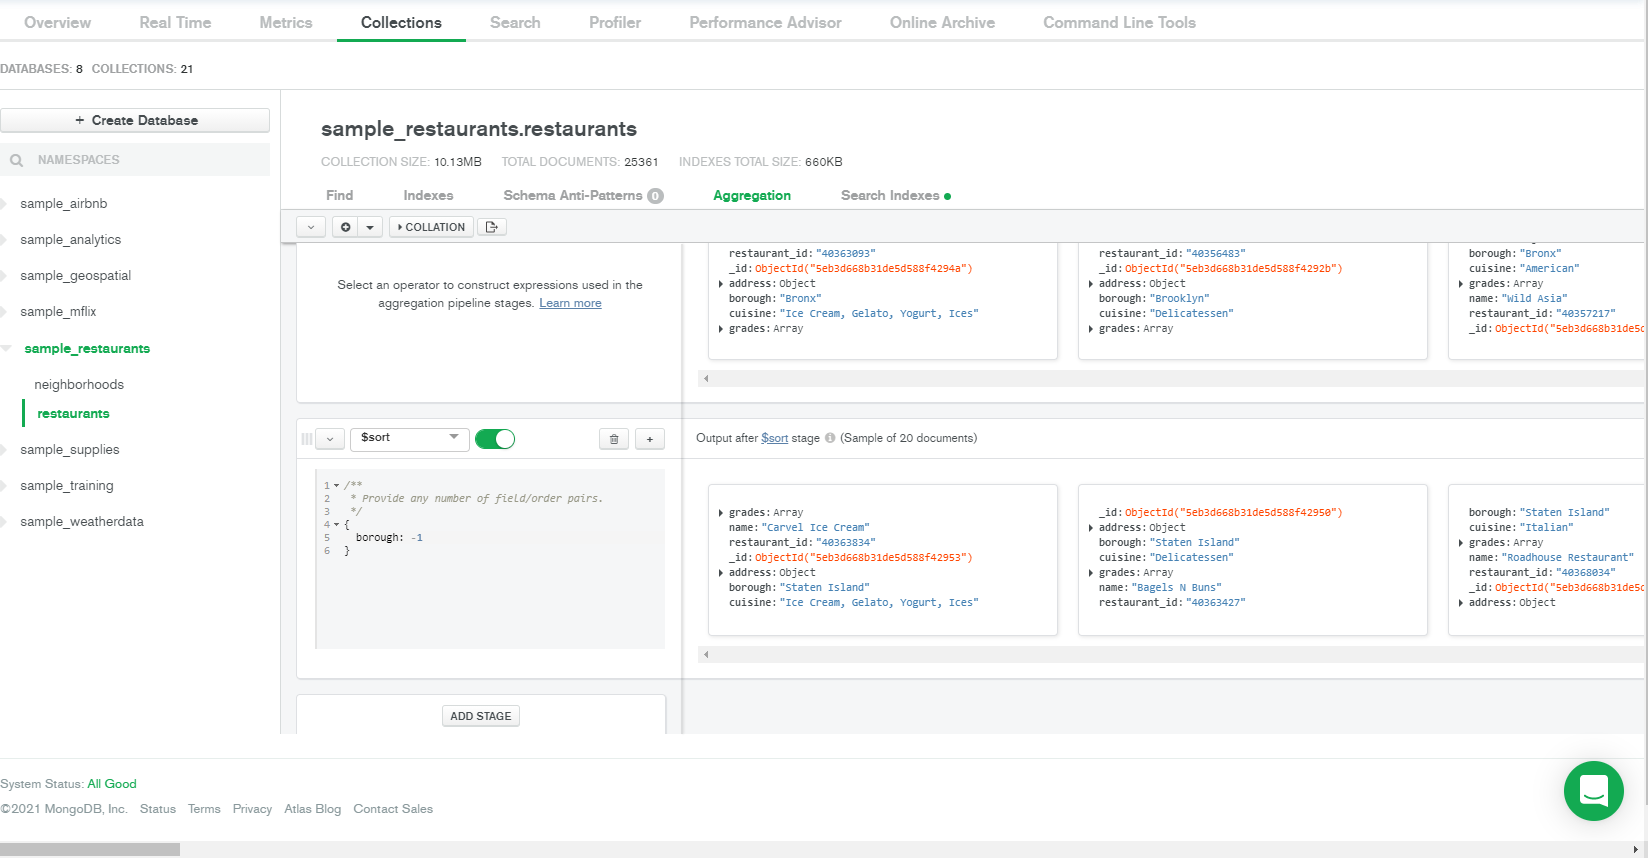 Overview Real Time Metrics Collections Search Profiler Performance Advisor Online Archive Command Line Tools
DATABASES: 8 COLLECTIONS: 21
+ Create Database
NAMESPACES
sample_airbnb
sample_analytics
sample_geospatial
sample_mflix
sample_restaurants
neighborhoods
restaurants
sample_supplies
sample_training
sample_weatherdata
sample_restaurants.restaurants
COLLECTION SIZE: 10.13MB TOTAL DOCUMENTS: 25361 INDEXES TOTAL SIZE: 660KB
Find Indexes Schema Anti-Patterns 0 Aggregation Search Indexes
COLLATION
Select an operator to construct expressions used in the
aggregation pipeline stages. Learn more
restaurant_id: "40363093"
_id: ObjectId("5eb3d668b31de5d588f4294a")
address: Object
borough: "Bronx"
cuisine: "Ice Cream, Gelato, Yogurt, Ices"
grades: Array
restaurant_id: "40356483"
_id: ObjectId("5eb3d668b31de5d588f4292b")
address: Object
borough: "Brooklyn"
cuisine: "Delicatessen"
grades: Array
borough: "Bronx"
cuisine: "American"
grades: Array
name: "Wild Asia"
restaurant_id: "40357217"
_id: ObjectId("5eb3d668b31de5c
$sort
Output after $sort stage (Sample of 20 documents)
1 /**
2 * Provide any number of field/order pairs.
3 */
4 {
5 borough: -1
6 }
grades: Array
name: "Carvel Ice Cream"
restaurant_id: "40363834"
_id: ObjectId("5eb3d668b31de5d588f42953")
address: Object
borough: "Staten Island"
cuisine: "Ice Cream, Gelato, Yogurt, Ices"
_id: ObjectId("5eb3d668b31de5d588f42950")
address: Object
borough: "Staten Island"
cuisine: "Delicatessen"
grades: Array
name: "Bagels N Buns"
restaurant_id: "40363427"
borough: "Staten Island"
cuisine: "Italian"
grades: Array
name: "Roadhouse Restaurant"
restaurant_id: "40368034"
_id: ObjectId("5eb3d668b31de5c
address: Object
ADD STAGE
System Status: All Good
©2021 MongoDB, Inc. Status Terms Privacy Atlas Blog Contact Sales